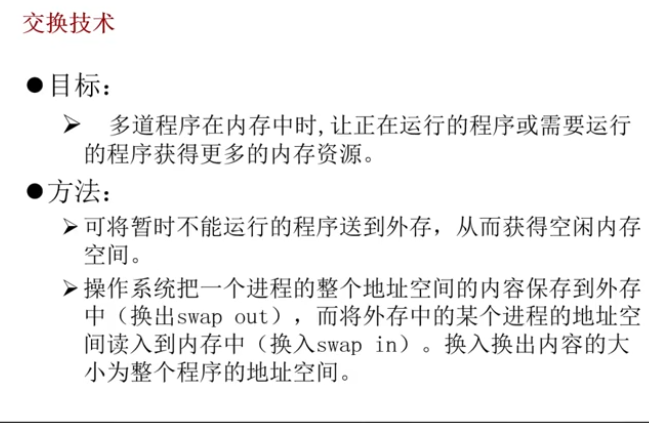 交换技术
●目标：
➢ 多道程序在内存中时,让正在运行的程序或需要运行
的程序获得更多的内存资源。
●方法：
➢可将暂时不能运行的程序送到外存，从而获得空闲内存
空间。
➢操作系统把一个进程的整个地址空间的内容保存到外存
中（换出swap out），而将外存中的某个进程的地址空
间读入到内存中（换入swap in）。换入换出内容的大
小为整个程序的地址空间。